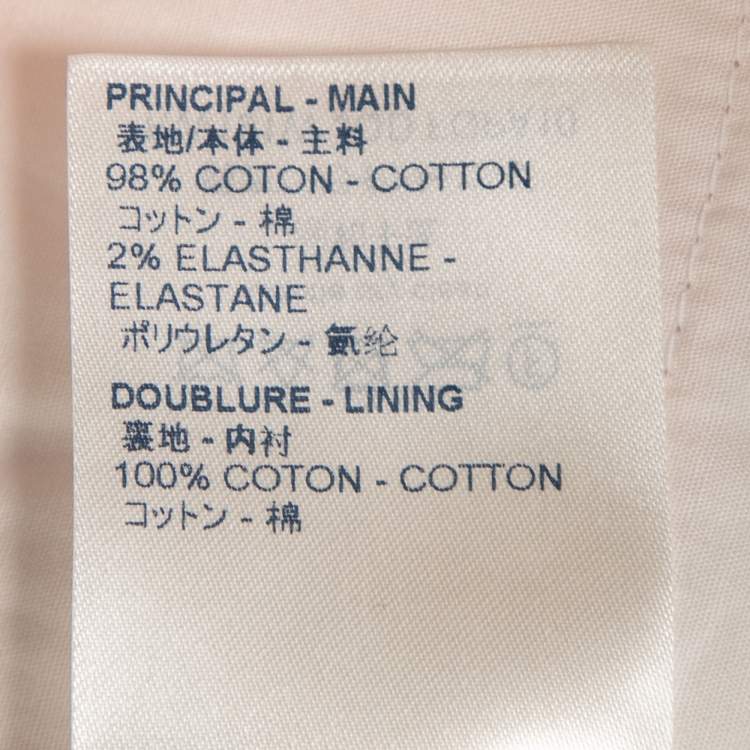 PRINCIPAL - MAIN
表地/本体 - 主料
98% COTON - COTTON
コットン - 棉
2% ELASTHANNE -
ELASTANE
ポリウレタン - 氨纶
DOUBLURE - LINING
裏地 - 内衬
100% COTON - COTTON
コットン - 棉